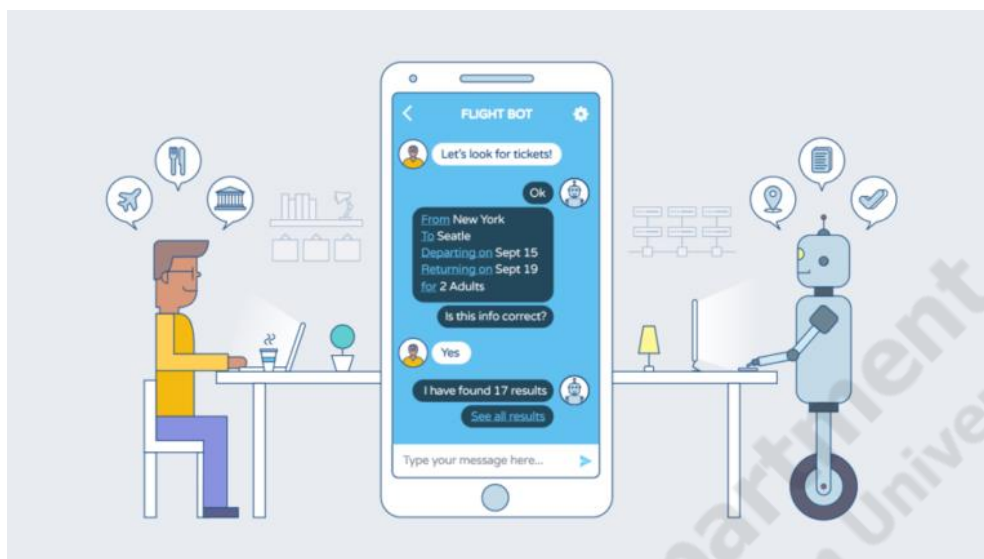 FLIGHT BOT
Let's look for tickets!
Ok
From New York
To Seatle
Departing on Sept 15
Returning on Sept 19
for 2 Adults
Is this info correct?
Yes
I have found 17 results
See all results
Type your message here...